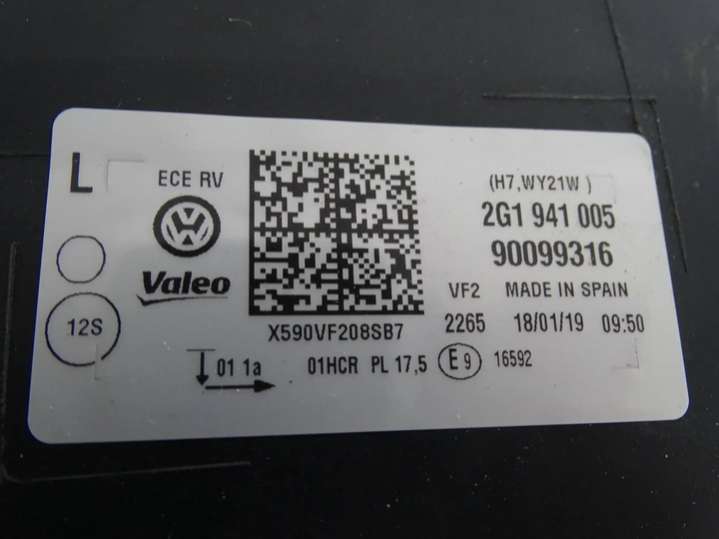 L
ECE RV
(H7,WY21W )
2G1 941 005
Valeo
90099316
VF2 MADE IN SPAIN
12S
X590VF208SB7
2265 18/01/19 09:50
01 1a
01HCR PL 17,5
E9
16592